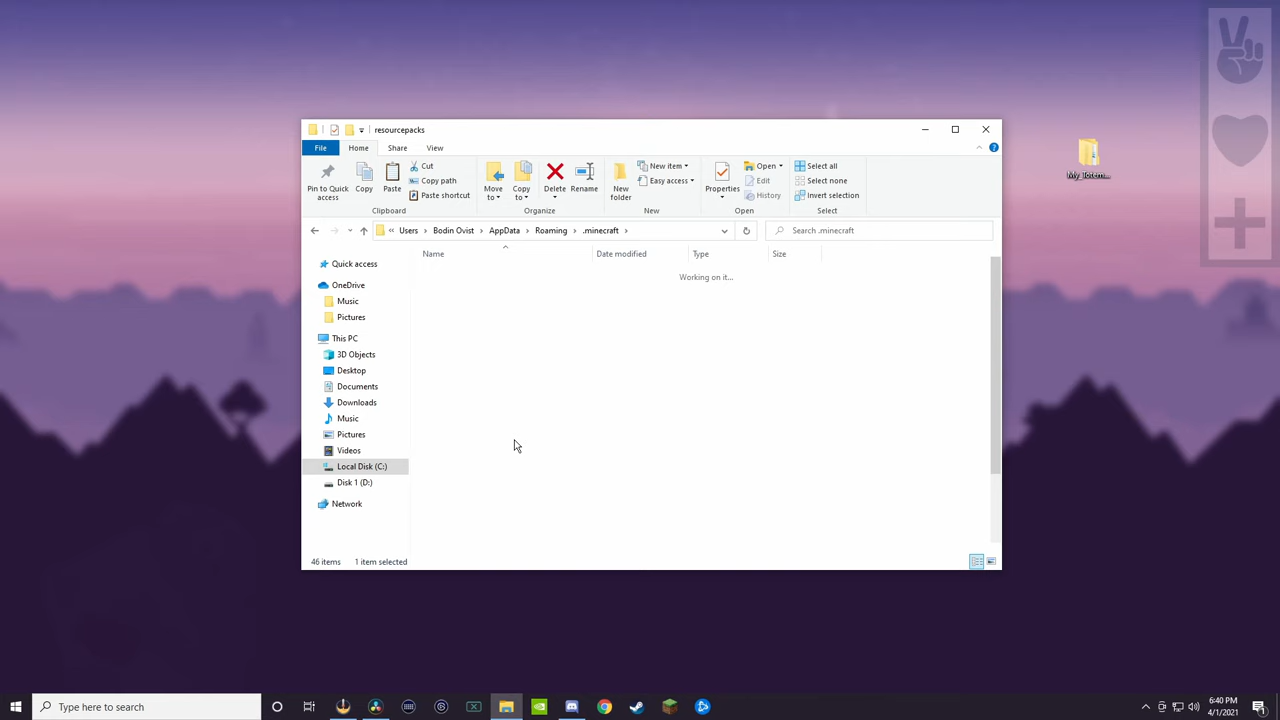 resourcepacks
File Home Share View
Pin to Quick access
Copy
Paste
Cut
Copy path
Paste shortcut
Clipboard
Move to
Copy to
Delete
Rename
Organize
New folder
New item
Easy access
New
Properties
Open
Edit
History
Open
Select all
Select none
Invert selection
Select
« Users > Bodin Ovist > AppData > Roaming > .minecraft >
Search .minecraft
Name Date modified Type Size
Working on it...
Quick access
OneDrive
Music
Pictures
This PC
3D Objects
Desktop
Documents
Downloads
Music
Pictures
Videos
Local Disk (C:)
Disk 1 (D:)
Network
46 items 1 item selected
Type here to search
6:40 PM
4/1/2021